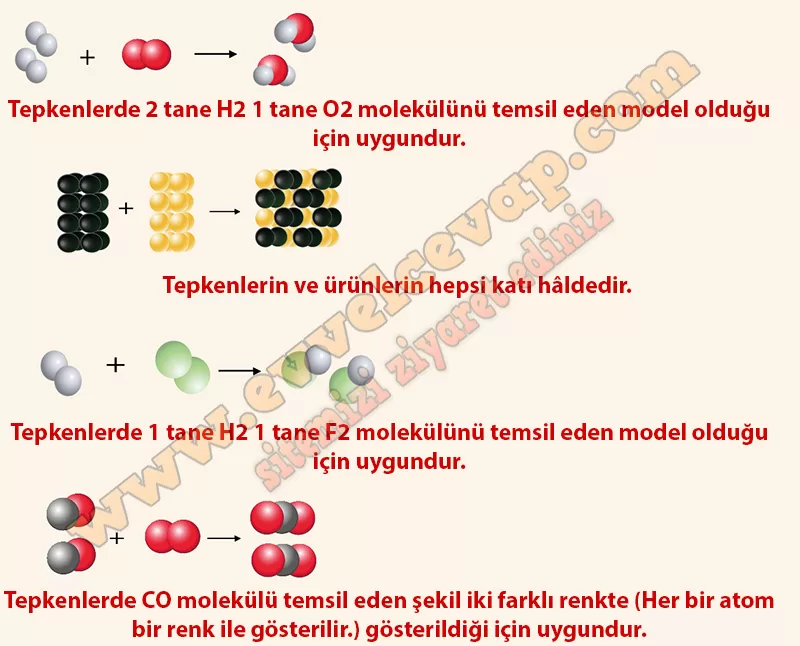 +
Tepkenlerde 2 tane H2 1 tane O2 molekülünü temsil eden model olduğu
için uygundur.
+
Tepkenlerin ve ürünlerin hepsi katı hâldedir.
+
Tepkenlerde 1 tane H2 1 tane F2 molekülünü temsil eden model olduğu
için uygundur.
+
Tepkenlerde CO molekülü temsil eden şekil iki farklı renkte (Her bir atom
bir renk ile gösterilir.) gösterildiği için uygundur.
www.evvelcevap.com
sitemizi ziyaret ediniz